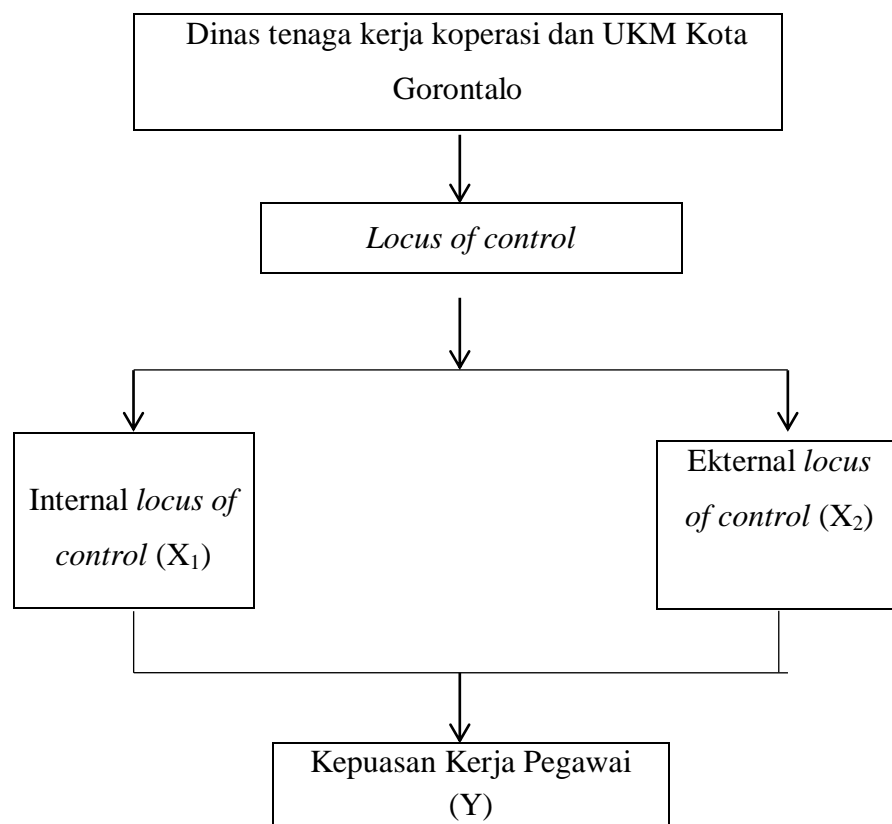 Dinas tenaga kerja koperasi dan UKM Kota
Gorontalo
Locus of control
Internal locus of
control (X₁)
Ekternal locus
of control (X₂)
Kepuasan Kerja Pegawai
(Y)